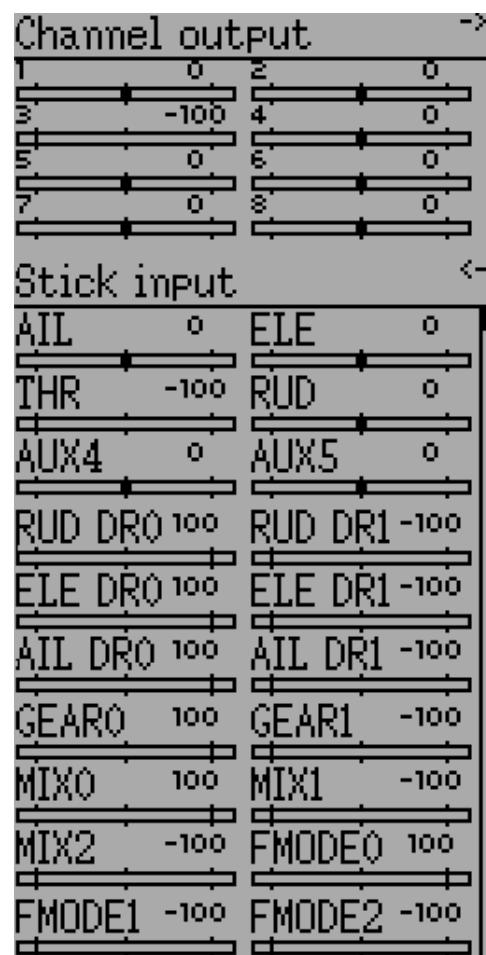 Channel output ->
1 0 2 0
3 -100 4 0
5 0 6 0
7 0 8 0
Stick input <-
AIL 0 ELE 0
THR -100 RUD 0
AUX4 0 AUX5 0
RUD DR0 100 RUD DR1 -100
ELE DR0 100 ELE DR1 -100
AIL DR0 100 AIL DR1 -100
GEAR0 100 GEAR1 -100
MIX0 100 MIX1 -100
MIX2 -100 FMODE0 100
FMODE1 -100 FMODE2 -100